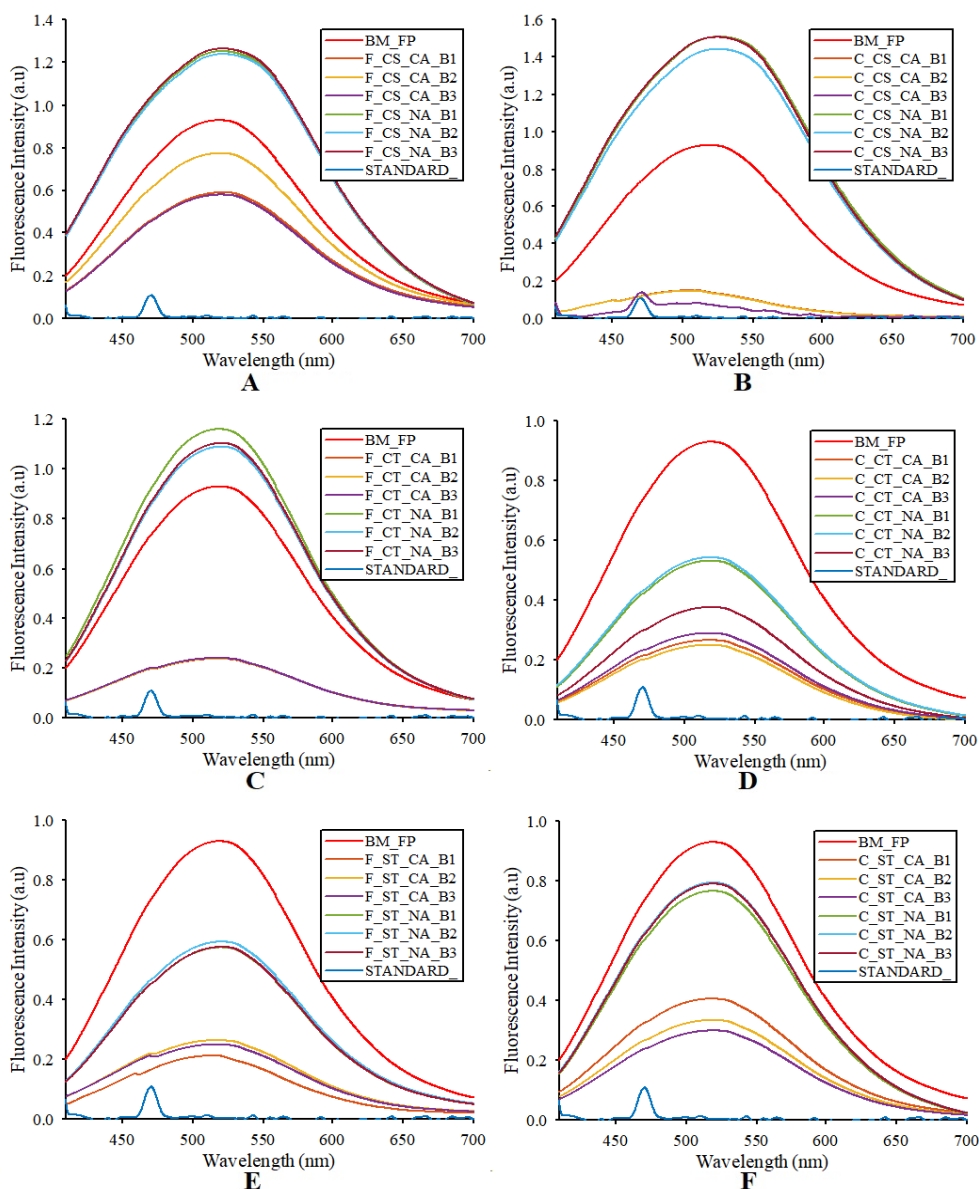 Fluorescence Intensity (a.u)
1.4
1.2
1.0
0.8
0.6
0.4
0.2
0.0
BM_FP
F_CS_CA_B1
F_CS_CA_B2
F_CS_CA_B3
F_CS_NA_B1
F_CS_NA_B2
F_CS_NA_B3
STANDARD_
450 500 550 600 650 700
Wavelength (nm)
A
Fluorescence Intensity (a.u)
1.6
1.4
1.2
1.0
0.8
0.6
0.4
0.2
0.0
BM_FP
C_CS_CA_B1
C_CS_CA_B2
C_CS_CA_B3
C_CS_NA_B1
C_CS_NA_B2
C_CS_NA_B3
STANDARD_
450 500 550 600 650 700
Wavelength (nm)
B
Fluorescence Intensity (a.u)
1.2
1.0
0.8
0.6
0.4
0.2
0.0
BM_FP
F_CT_CA_B1
F_CT_CA_B2
F_CT_CA_B3
F_CT_NA_B1
F_CT_NA_B2
F_CT_NA_B3
STANDARD_
450 500 550 600 650 700
Wavelength (nm)
C
Fluorescence Intensity (a.u)
1.0
0.8
0.6
0.4
0.2
0.0
BM_FP
C_CT_CA_B1
C_CT_CA_B2
C_CT_CA_B3
C_CT_NA_B1
C_CT_NA_B2
C_CT_NA_B3
STANDARD_
450 500 550 600 650 700
Wavelength (nm)
D
Fluorescence Intensity (a.u)
1.0
0.8
0.6
0.4
0.2
0.0
BM_FP
F_ST_CA_B1
F_ST_CA_B2
F_ST_CA_B3
F_ST_NA_B1
F_ST_NA_B2
F_ST_NA_B3
STANDARD_
450 500 550 600 650 700
Wavelength (nm)
E
Fluorescence Intensity (a.u)
1.0
0.8
0.6
0.4
0.2
0.0
BM_FP
C_ST_CA_B1
C_ST_CA_B2
C_ST_CA_B3
C_ST_NA_B1
C_ST_NA_B2
C_ST_NA_B3
STANDARD_
450 500 550 600 650 700
Wavelength (nm)
F